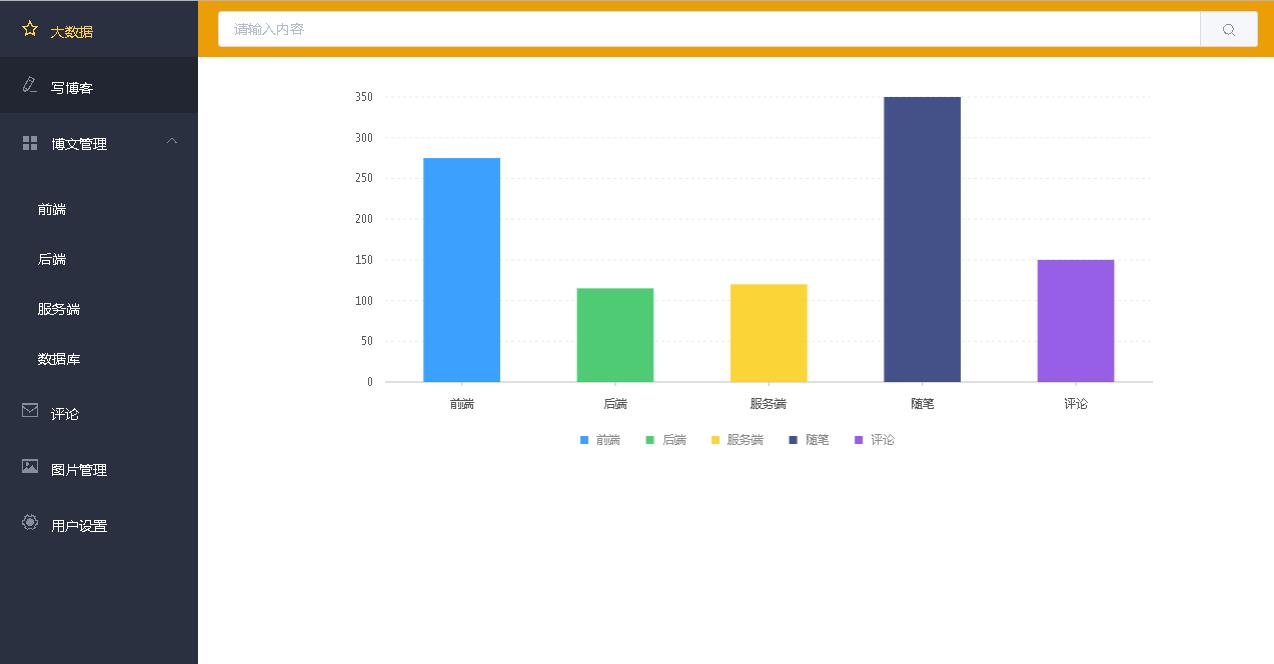 大数据
写博客
博文管理
前端
后端
服务端
数据库
评论
图片管理
用户设置
请输入内容
350
300
250
200
150
100
50
0
前端 后端 服务端 随笔 评论
前端 后端 服务端 随笔 评论